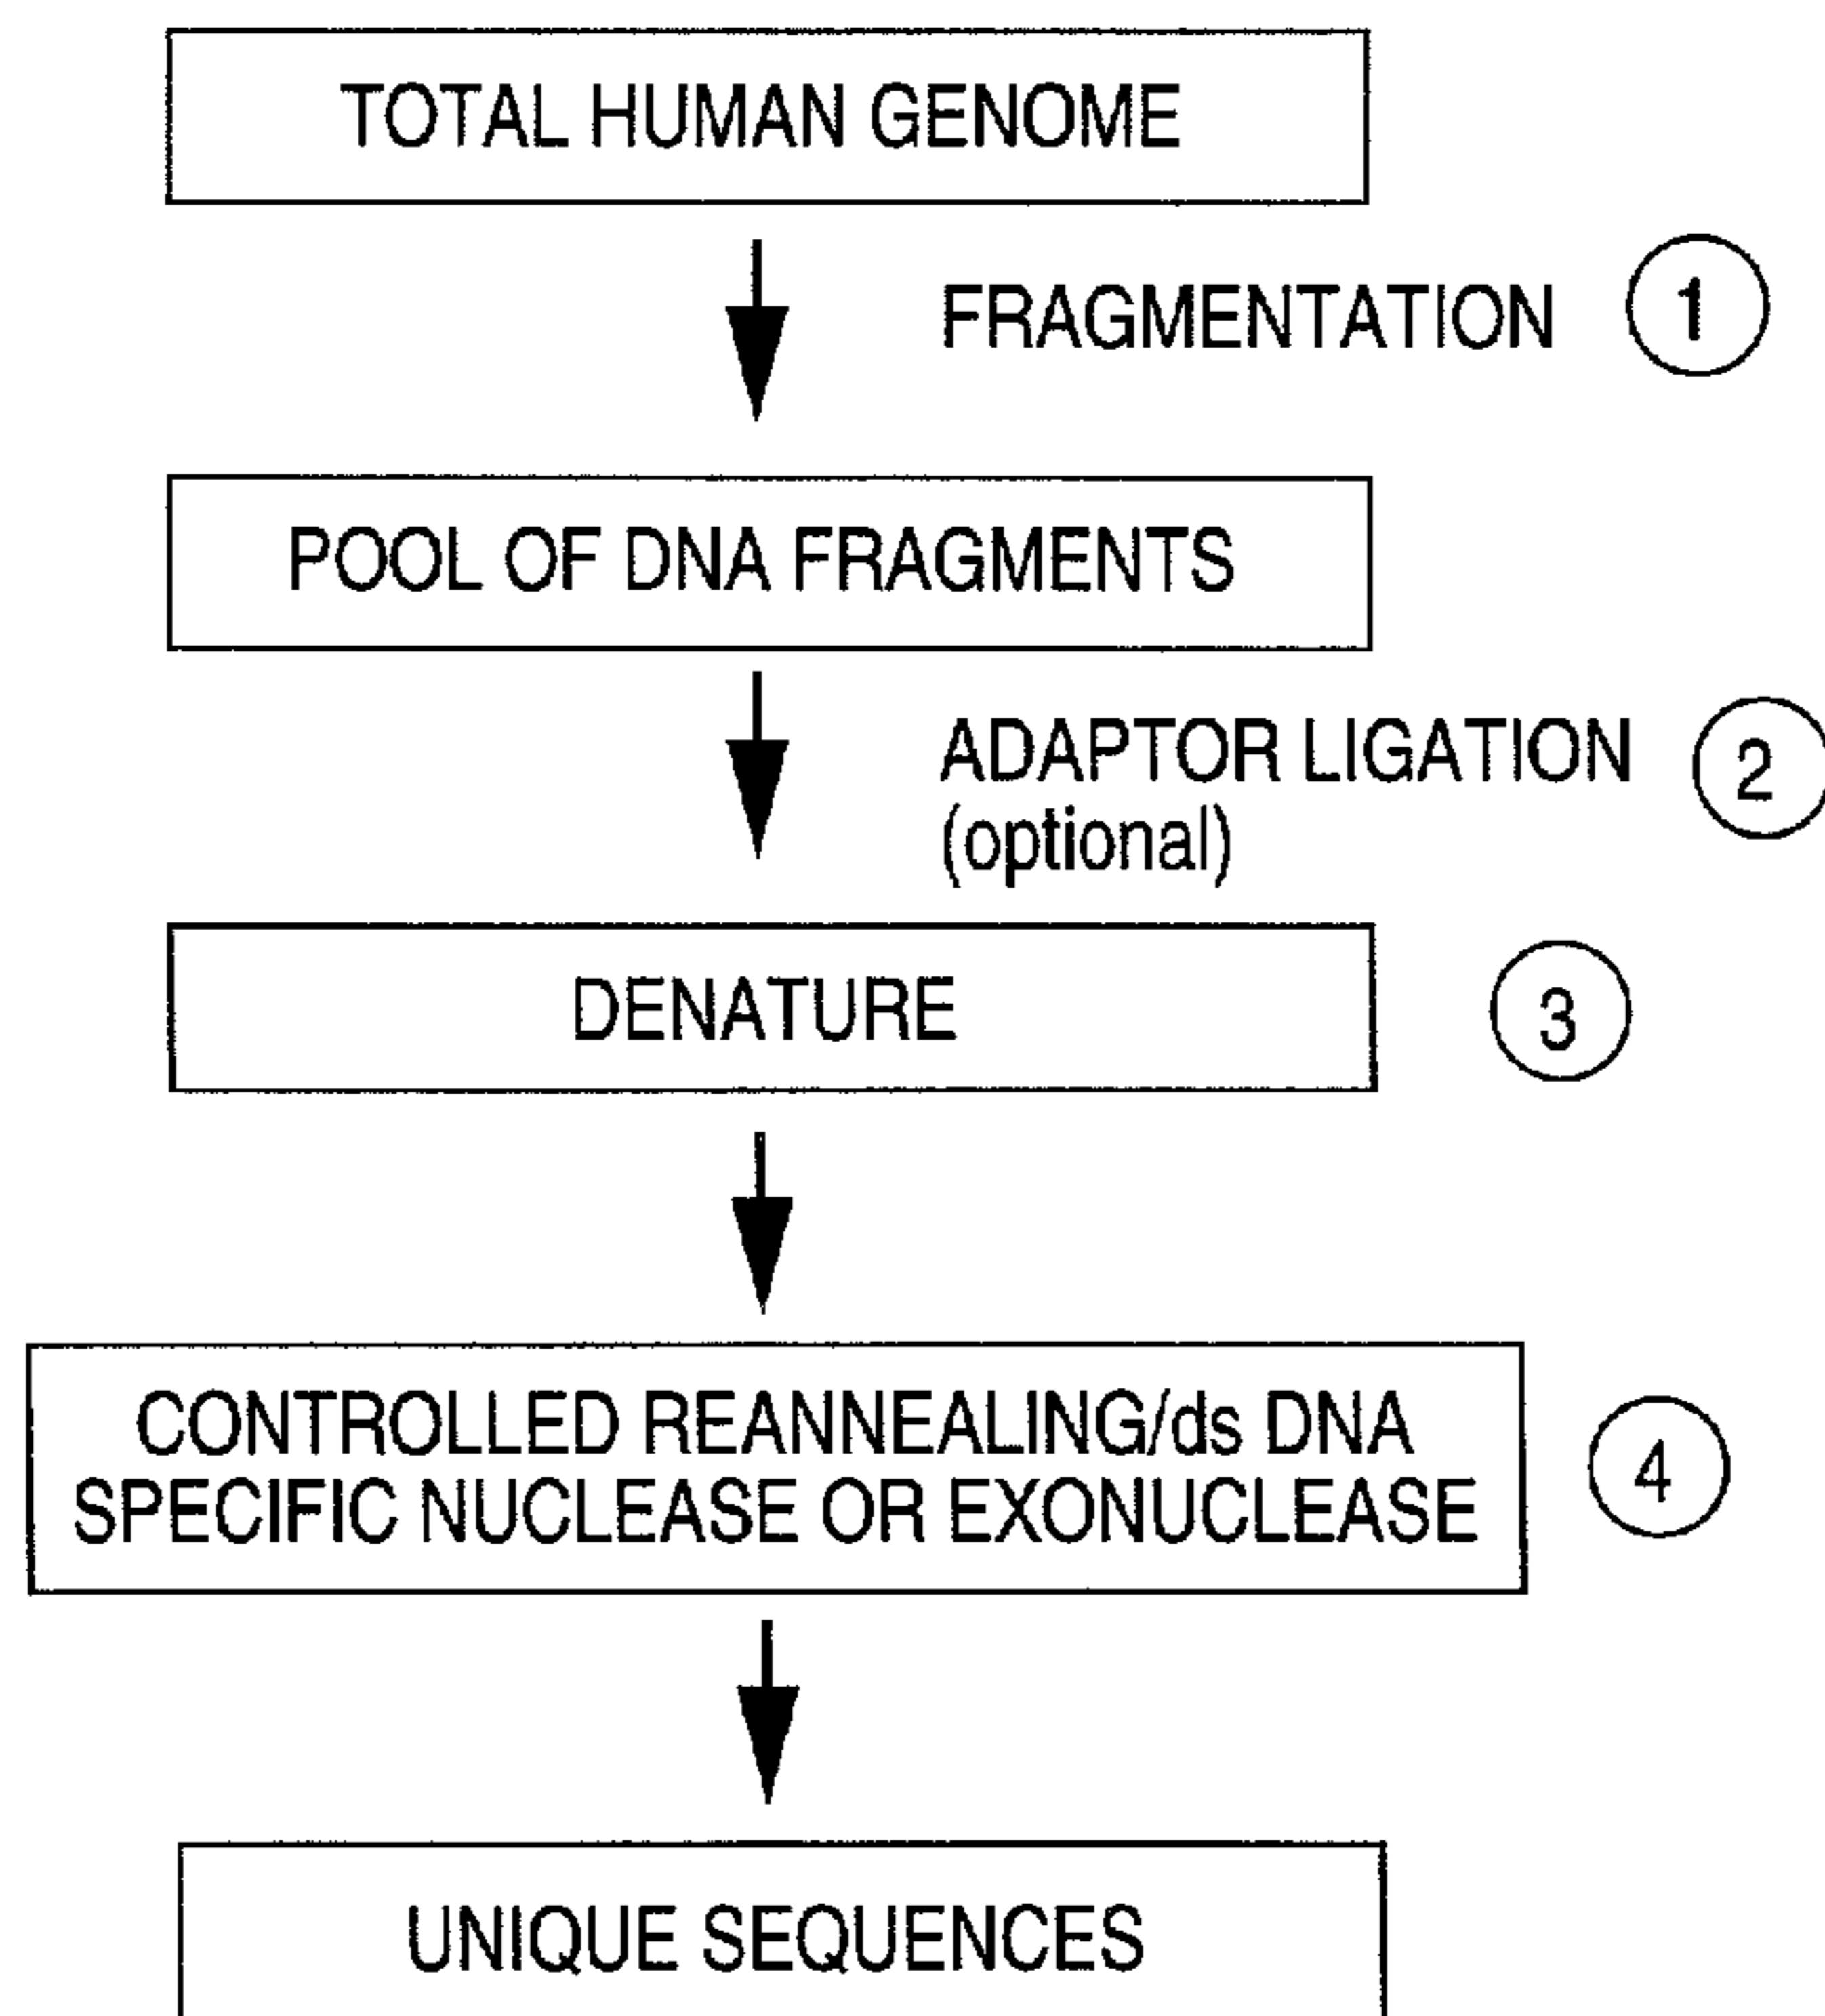 TOTAL HUMAN GENOME
FRAGMENTATION 1
POOL OF DNA FRAGMENTS
ADAPTOR LIGATION 2
(optional)
DENATURE 3
CONTROLLED REANNEALING/ds DNA
SPECIFIC NUCLEASE OR EXONUCLEASE 4
UNIQUE SEQUENCES